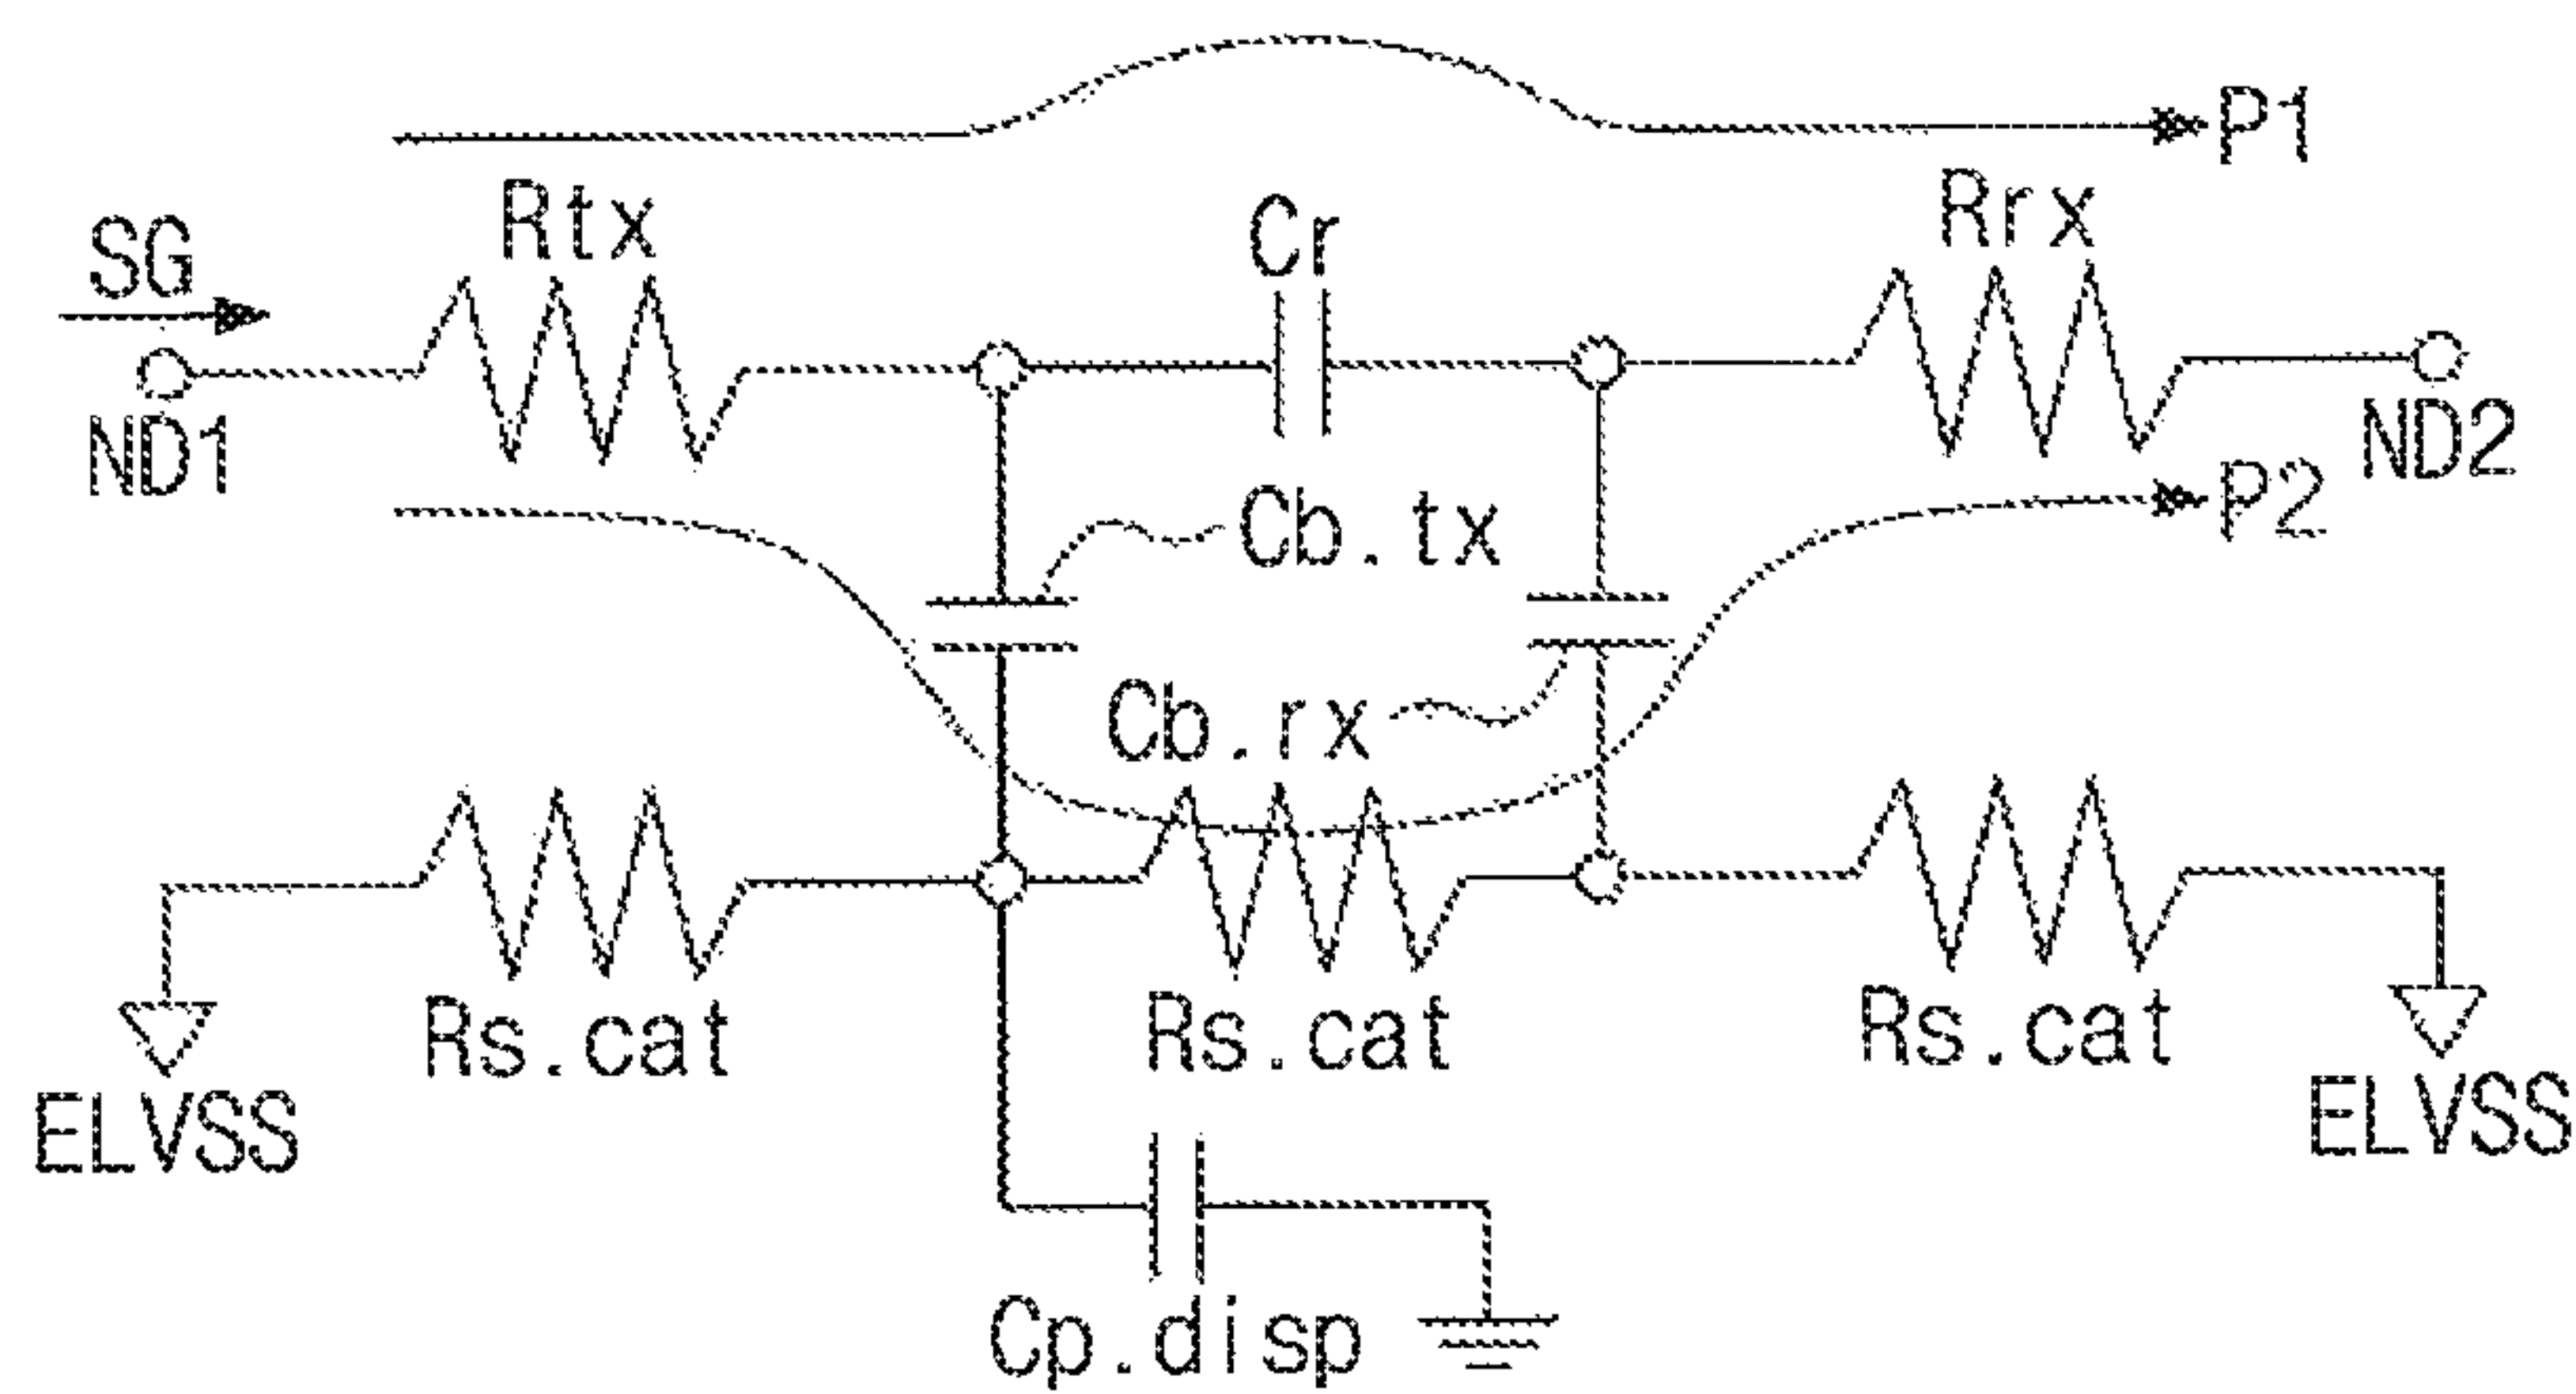 P1
Rtx
Rrx
SG
Cr
ND1
ND2
Cb.tx
P2
Cb.rx
Rs.cat
Rs.cat
Rs.cat
ELVSS
ELVSS
Cp.disp